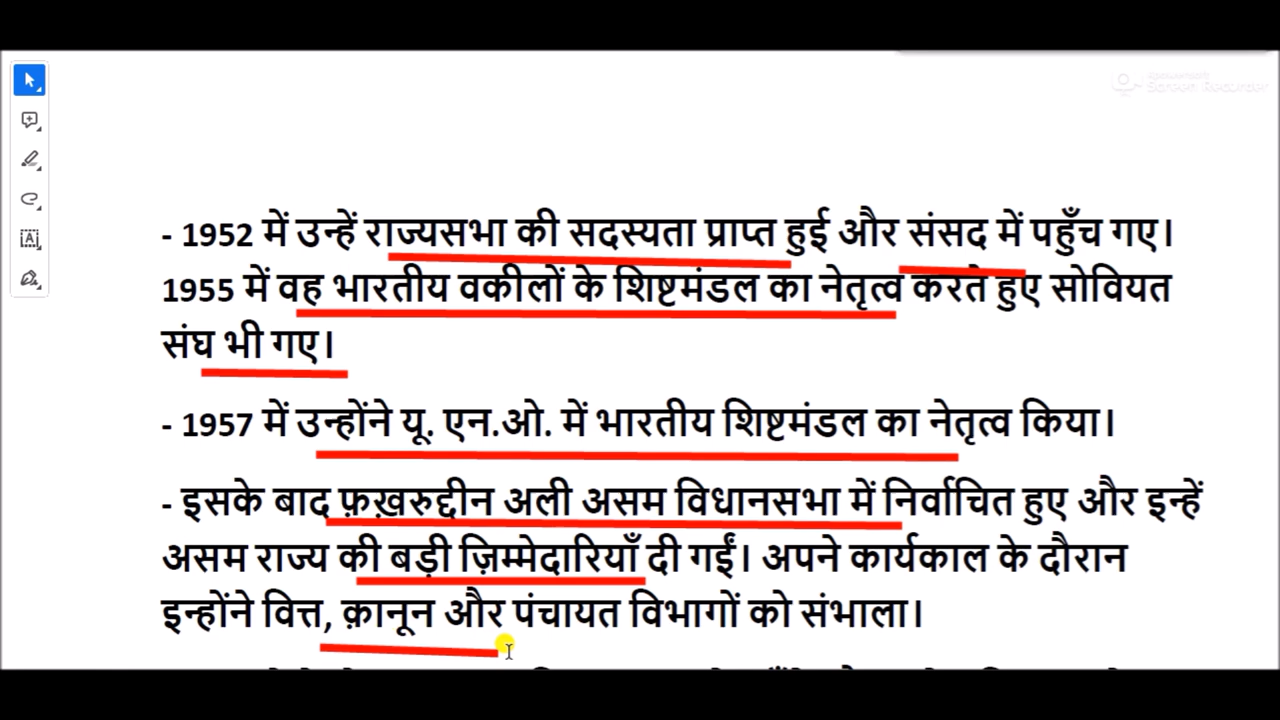 Screen Recorder
- 1952 में उन्हें राज्यसभा की सदस्यता प्राप्त हुई और संसद में पहुँच गए।
1955 में वह भारतीय वकीलों के शिष्टमंडल का नेतृत्व करते हुए सोवियत
संघ भी गए।
- 1957 में उन्होंने यू. एन.ओ. में भारतीय शिष्टमंडल का नेतृत्व किया।
- इसके बाद फ़ख़रुद्दीन अली असम विधानसभा में निर्वाचित हुए और इन्हें
असम राज्य की बड़ी ज़िम्मेदारियाँ दी गईं। अपने कार्यकाल के दौरान
इन्होंने वित्त, क़ानून और पंचायत विभागों को संभाला।